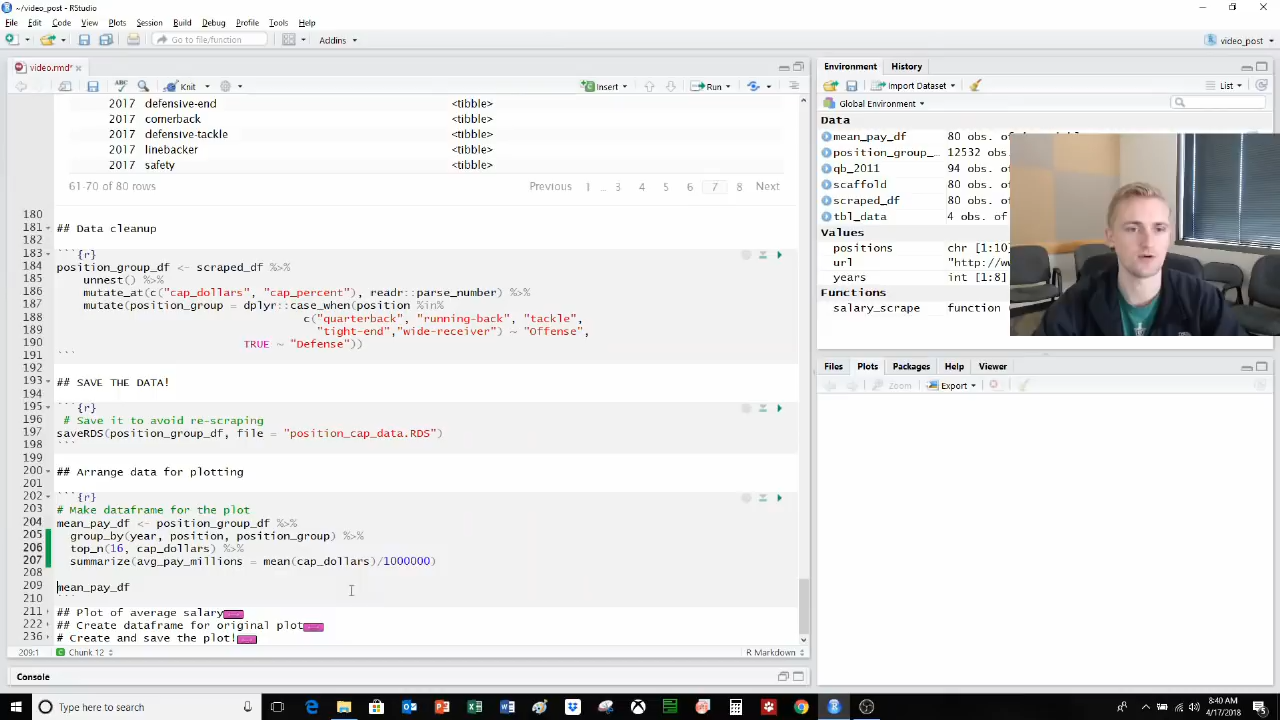 ~/video_post - RStudio
File Edit Code View Plots Session Build Debug Profile Tools Help
Go to file/function Addins video_post
video.rmd*
Knit Insert Run
2017 defensive-end <tibble>
2017 cornerback <tibble>
2017 defensive-tackle <tibble>
2017 linebacker <tibble>
2017 safety <tibble>
61-70 of 80 rows Previous 1 ... 3 4 5 6 7 8 Next
180
181 ## Data cleanup
182
183 ```{r}
184 position_group_df <- scraped_df %>%
185 unnest() %>%
186 mutate_at(c("cap_dollars", "cap_percent"), readr::parse_number) %>%
187 mutate(position_group = dplyr::case_when(position %in%
188 c("quarterback", "running-back", "tackle",
189 "tight-end","wide-receiver") ~ "Offense",
190 TRUE ~ "Defense"))
191 ```
192
193 ## SAVE THE DATA!
194
195 ```{r}
196 # Save it to avoid re-scraping
197 saveRDS(position_group_df, file = "position_cap_data.RDS")
198 ```
199
200 ## Arrange data for plotting
201
202 ```{r}
203 # Make dataframe for the plot
204 mean_pay_df <- position_group_df %>%
205 group_by(year, position, position_group) %>%
206 top_n(16, cap_dollars) %>%
207 summarize(avg_pay_millions = mean(cap_dollars)/1000000)
208
209 mean_pay_df
210 ```
211 ## Plot of average salary
222 ## Create dataframe for original plot
236 # Create and save the plot!
209:1 Chunk 12 R Markdown
Console
Environment History
Import Dataset List
Global Environment
Data
mean_pay_df 80 obs. of
position_group_… 12532 obs
qb_2011 94 obs.
scaffold 80 obs.
scraped_df 80 obs.
tbl_data 4 obs. of
Values
positions chr [1:10]
url "http://w
years int [1:8]
Functions
salary_scrape function
Files Plots Packages Help Viewer
Zoom Export
Type here to search
8:40 AM
4/17/2018